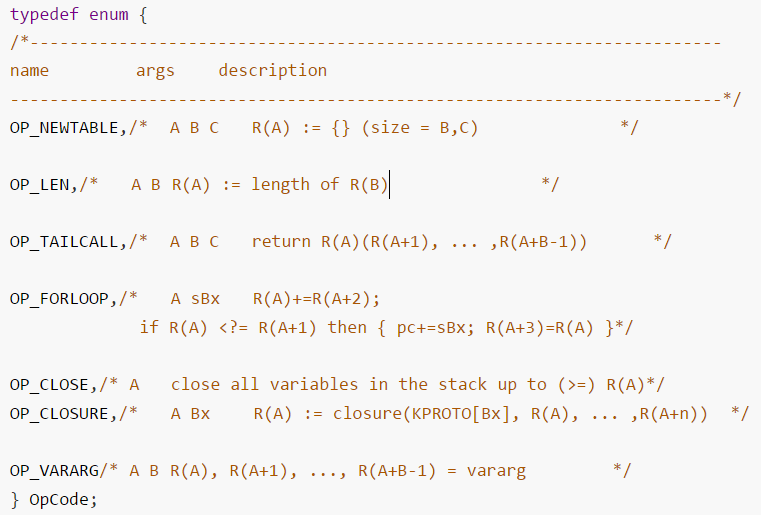 typedef enum {
/*----------------------------------------------------------------------
name         args     description
------------------------------------------------------------------------*/
OP_NEWTABLE,/*  A B C   R(A) := {} (size = B,C)              */
OP_LEN,/*   A B R(A) := length of R(B)               */
OP_TAILCALL,/*  A B C   return R(A)(R(A+1), ... ,R(A+B-1))       */
OP_FORLOOP,/*   A sBx   R(A)+=R(A+2);
             if R(A) <?= R(A+1) then { pc+=sBx; R(A+3)=R(A) }*/
OP_CLOSE,/* A   close all variables in the stack up to (>=) R(A)*/
OP_CLOSURE,/*   A Bx    R(A) := closure(KPROTO[Bx], R(A), ... ,R(A+n))  */
OP_VARARG/* A B R(A), R(A+1), ..., R(A+B-1) = vararg         */
} OpCode;